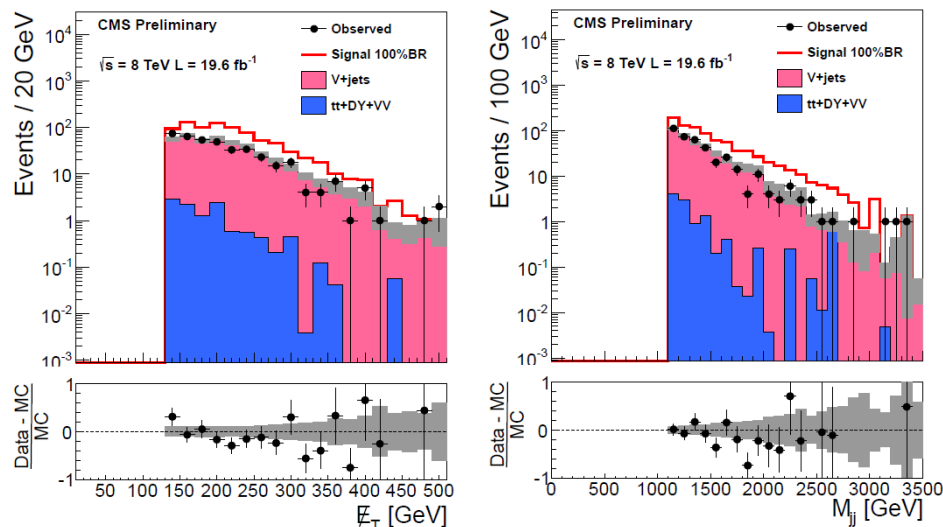 CMS Preliminary
√s = 8 TeV L = 19.6 fb⁻¹
Observed
Signal 100%BR
V+jets
tt+DY+VV
Events / 20 GeV
10⁴
10³
10²
10
1
10⁻¹
10⁻²
10⁻³
Data - MC
MC
1
0
-1
50 100 150 200 250 300 350 400 450 500
E̸_T [GeV]
CMS Preliminary
√s = 8 TeV L = 19.6 fb⁻¹
Observed
Signal 100%BR
V+jets
tt+DY+VV
Events / 100 GeV
10⁴
10³
10²
10
1
10⁻¹
10⁻²
10⁻³
Data - MC
MC
1
0
-1
0 500 1000 1500 2000 2500 3000 3500
M_jj [GeV]